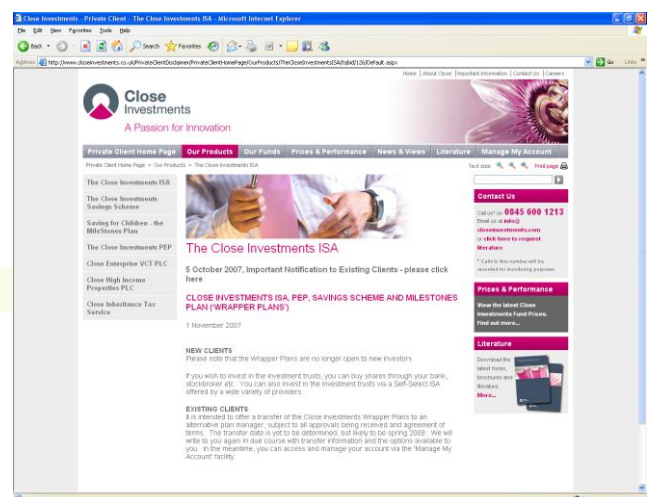 Close Investments - Private Client - The Close Investments ISA - Microsoft Internet Explorer
File Edit View Favorites Tools Help
Back Search Favorites
Address http://www.closeinvestments.co.uk/PrivateClientDisclaimer/PrivateClientHomePage/OurProducts/TheCloseInvestmentsISA/tabid/126/Default.aspx Go Links
Home | About Close | Important Information | Contact Us | Careers
Close
Investments
A Passion for Innovation
Private Client Home Page Our Products Our Funds Prices & Performance News & Views Literature Manage My Account
Private Client Home Page > Our Products > The Close Investments ISA
Text size Print page
The Close Investments ISA
The Close Investments
Savings Scheme
Saving for Children - the
MileStones Plan
The Close Investments PEP
Close Enterprise VCT PLC
Close High Income
Properties PLC
Close Inheritance Tax
Service
The Close Investments ISA
5 October 2007, Important Notification to Existing Clients - please click
here
CLOSE INVESTMENTS ISA, PEP, SAVINGS SCHEME AND MILESTONES
PLAN ('WRAPPER PLANS')
1 November 2007
NEW CLIENTS
Please note that the Wrapper Plans are no longer open to new investors.
If you wish to invest in the investment trusts, you can buy shares through your bank,
stockbroker etc. You can also invest in the investment trusts via a Self-Select ISA
offered by a wide variety of providers.
EXISTING CLIENTS
It is intended to offer a transfer of the Close Investments Wrapper Plans to an
alternative plan manager, subject to all approvals being received and agreement of
terms. The transfer date is yet to be determined, but likely to be spring 2008. We will
write to you again in due course with transfer information and the options available to
you. In the meantime, you can access and manage your account via the 'Manage My
Account' facility.
Contact Us
Call us* on 0845 600 1213
Email us at info@
closeinvestments.com
or click here to request
literature.
* Calls to this number will be
recorded for monitoring purposes.
Prices & Performance
View the latest Close
Investments Fund Prices.
Find out more...
Literature
Download the
latest forms,
brochures and
literature.
More...